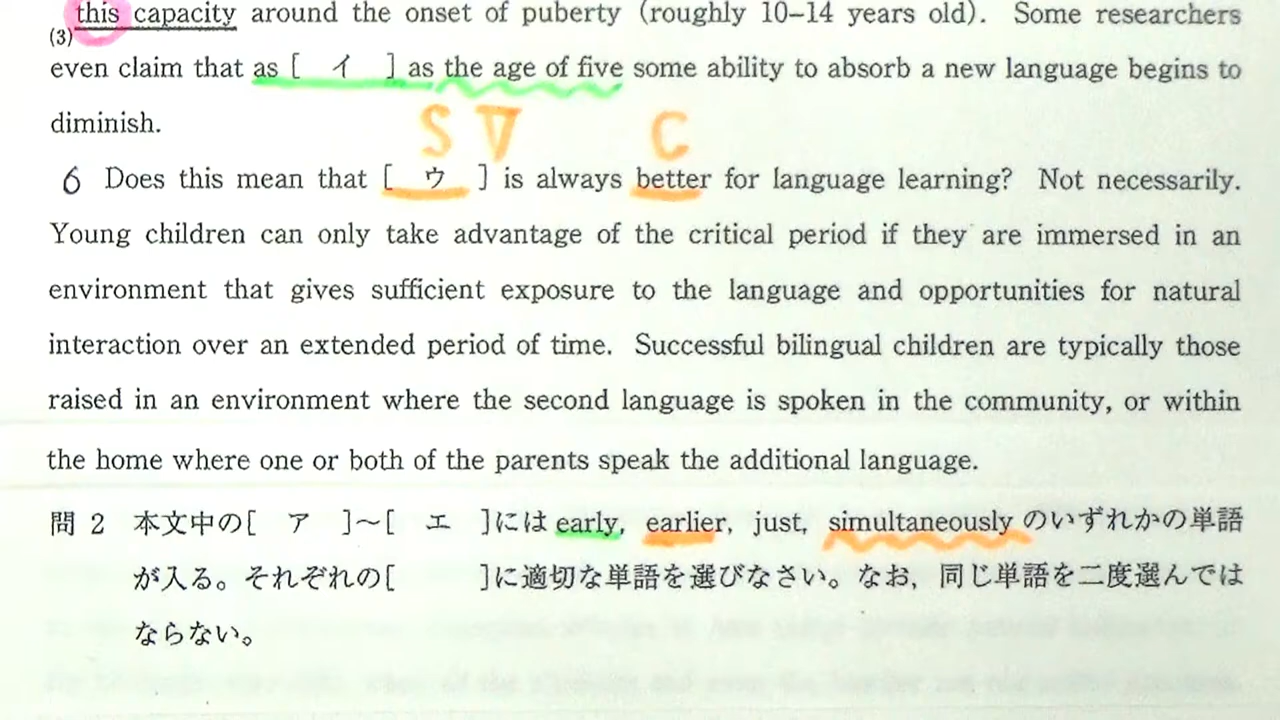 this capacity around the onset of puberty (roughly 10–14 years old). Some researchers
(3)
even claim that as [ イ ] as the age of five some ability to absorb a new language begins to
diminish.
S V C
6 Does this mean that [ ウ ] is always better for language learning? Not necessarily.
Young children can only take advantage of the critical period if they are immersed in an
environment that gives sufficient exposure to the language and opportunities for natural
interaction over an extended period of time. Successful bilingual children are typically those
raised in an environment where the second language is spoken in the community, or within
the home where one or both of the parents speak the additional language.
問 2 本文中の[ ア ]～[ エ ]には early, earlier, just, simultaneously のいずれかの単語
が入る。それぞれの[ ]に適切な単語を選びなさい。なお, 同じ単語を二度選んでは
ならない。